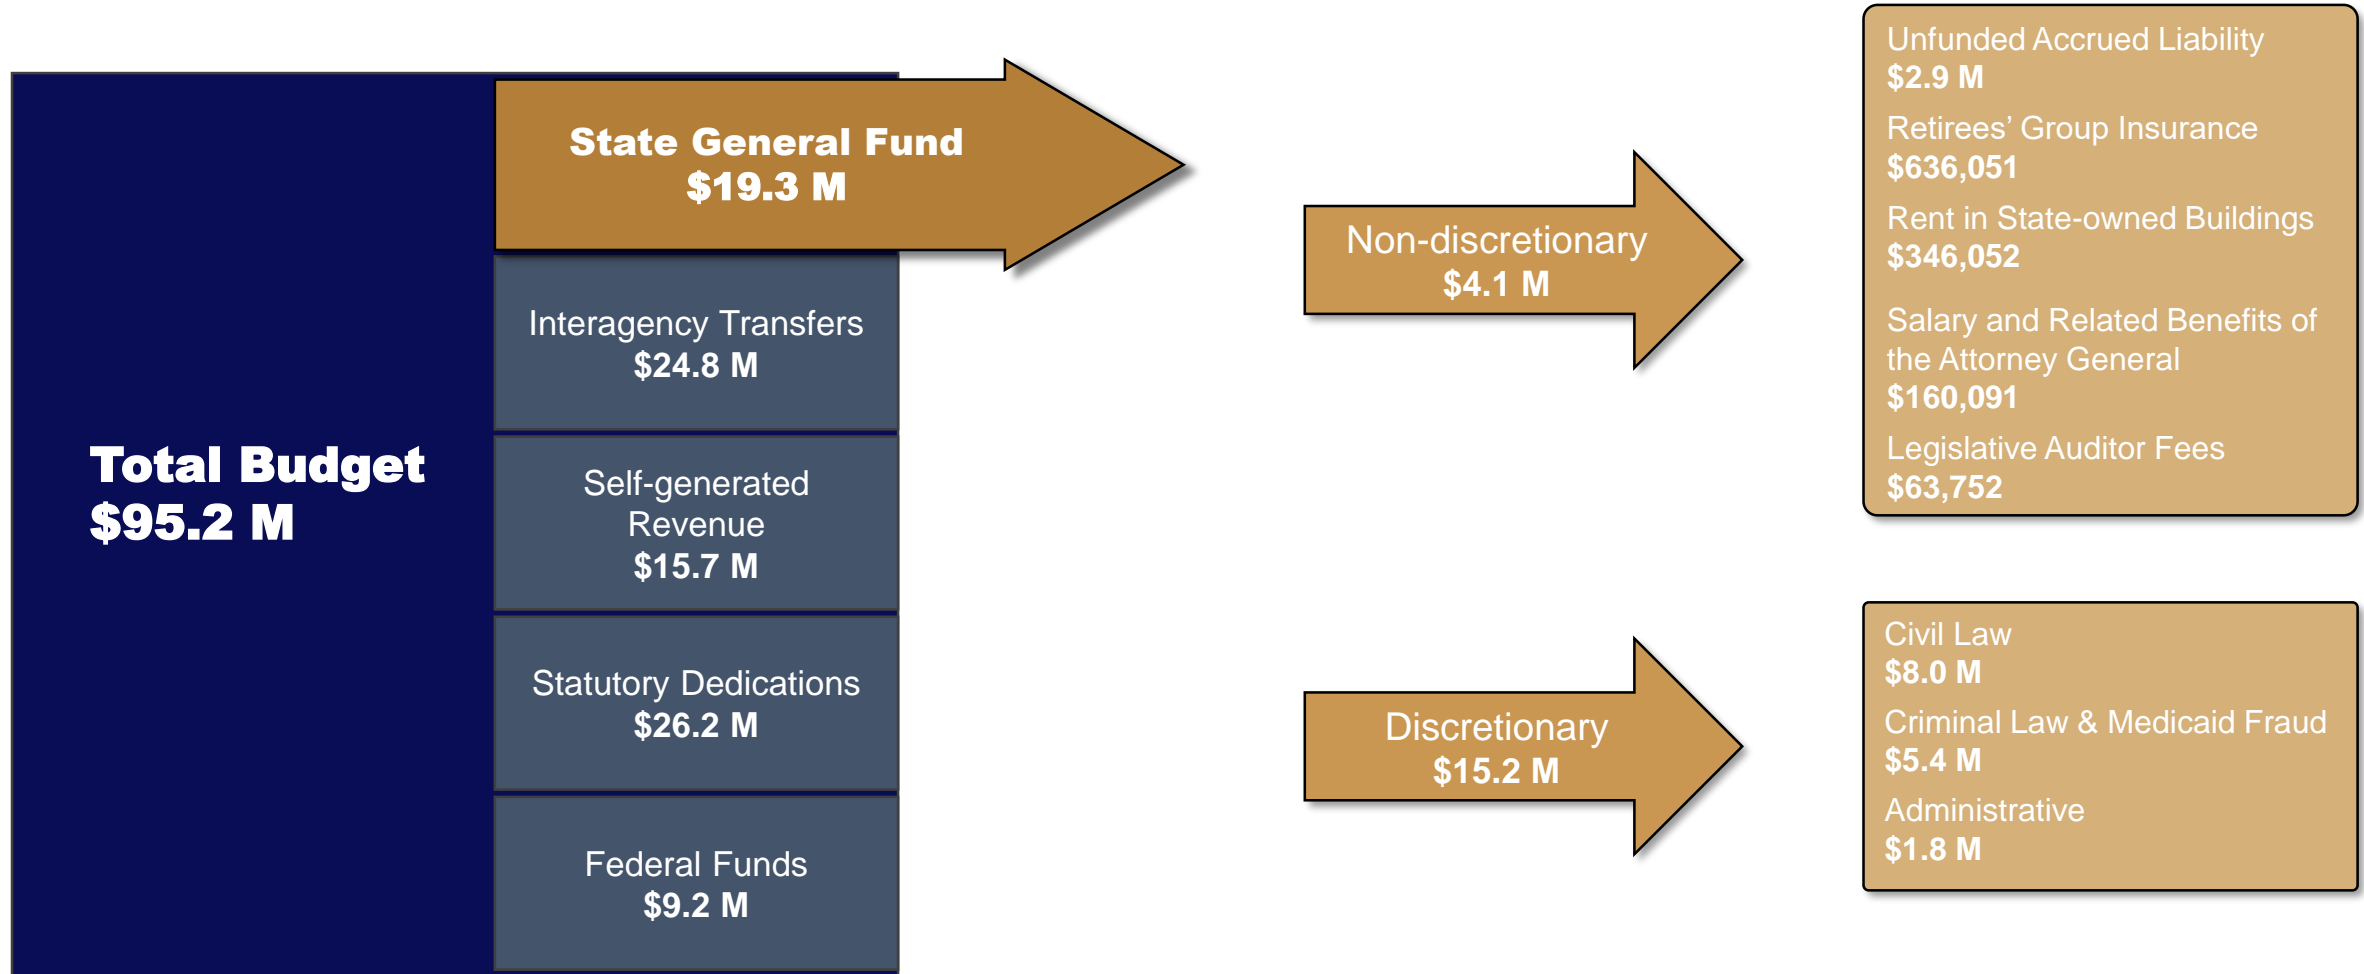 Total Budget
$95.2 M
State General Fund
$19.3 M
Interagency Transfers
$24.8 M
Self-generated
Revenue
$15.7 M
Statutory Dedications
$26.2 M
Federal Funds
$9.2 M
Non-discretionary
$4.1 M
Unfunded Accrued Liability
$2.9 M
Retirees’ Group Insurance
$636,051
Rent in State-owned Buildings
$346,052
Salary and Related Benefits of
the Attorney General
$160,091
Legislative Auditor Fees
$63,752
Discretionary
$15.2 M
Civil Law
$8.0 M
Criminal Law & Medicaid Fraud
$5.4 M
Administrative
$1.8 M